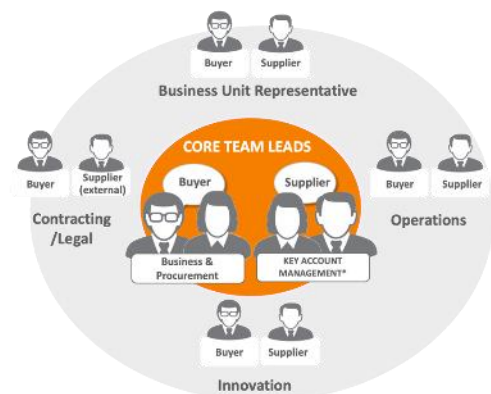 Buyer
Supplier
Business Unit Representative
CORE TEAM LEADS
Buyer
Supplier
Business &
Procurement
KEY ACCOUNT
MANAGEMENT*
Buyer
Supplier
(external)
Contracting
/Legal
Buyer
Supplier
Operations
Buyer
Supplier
Innovation